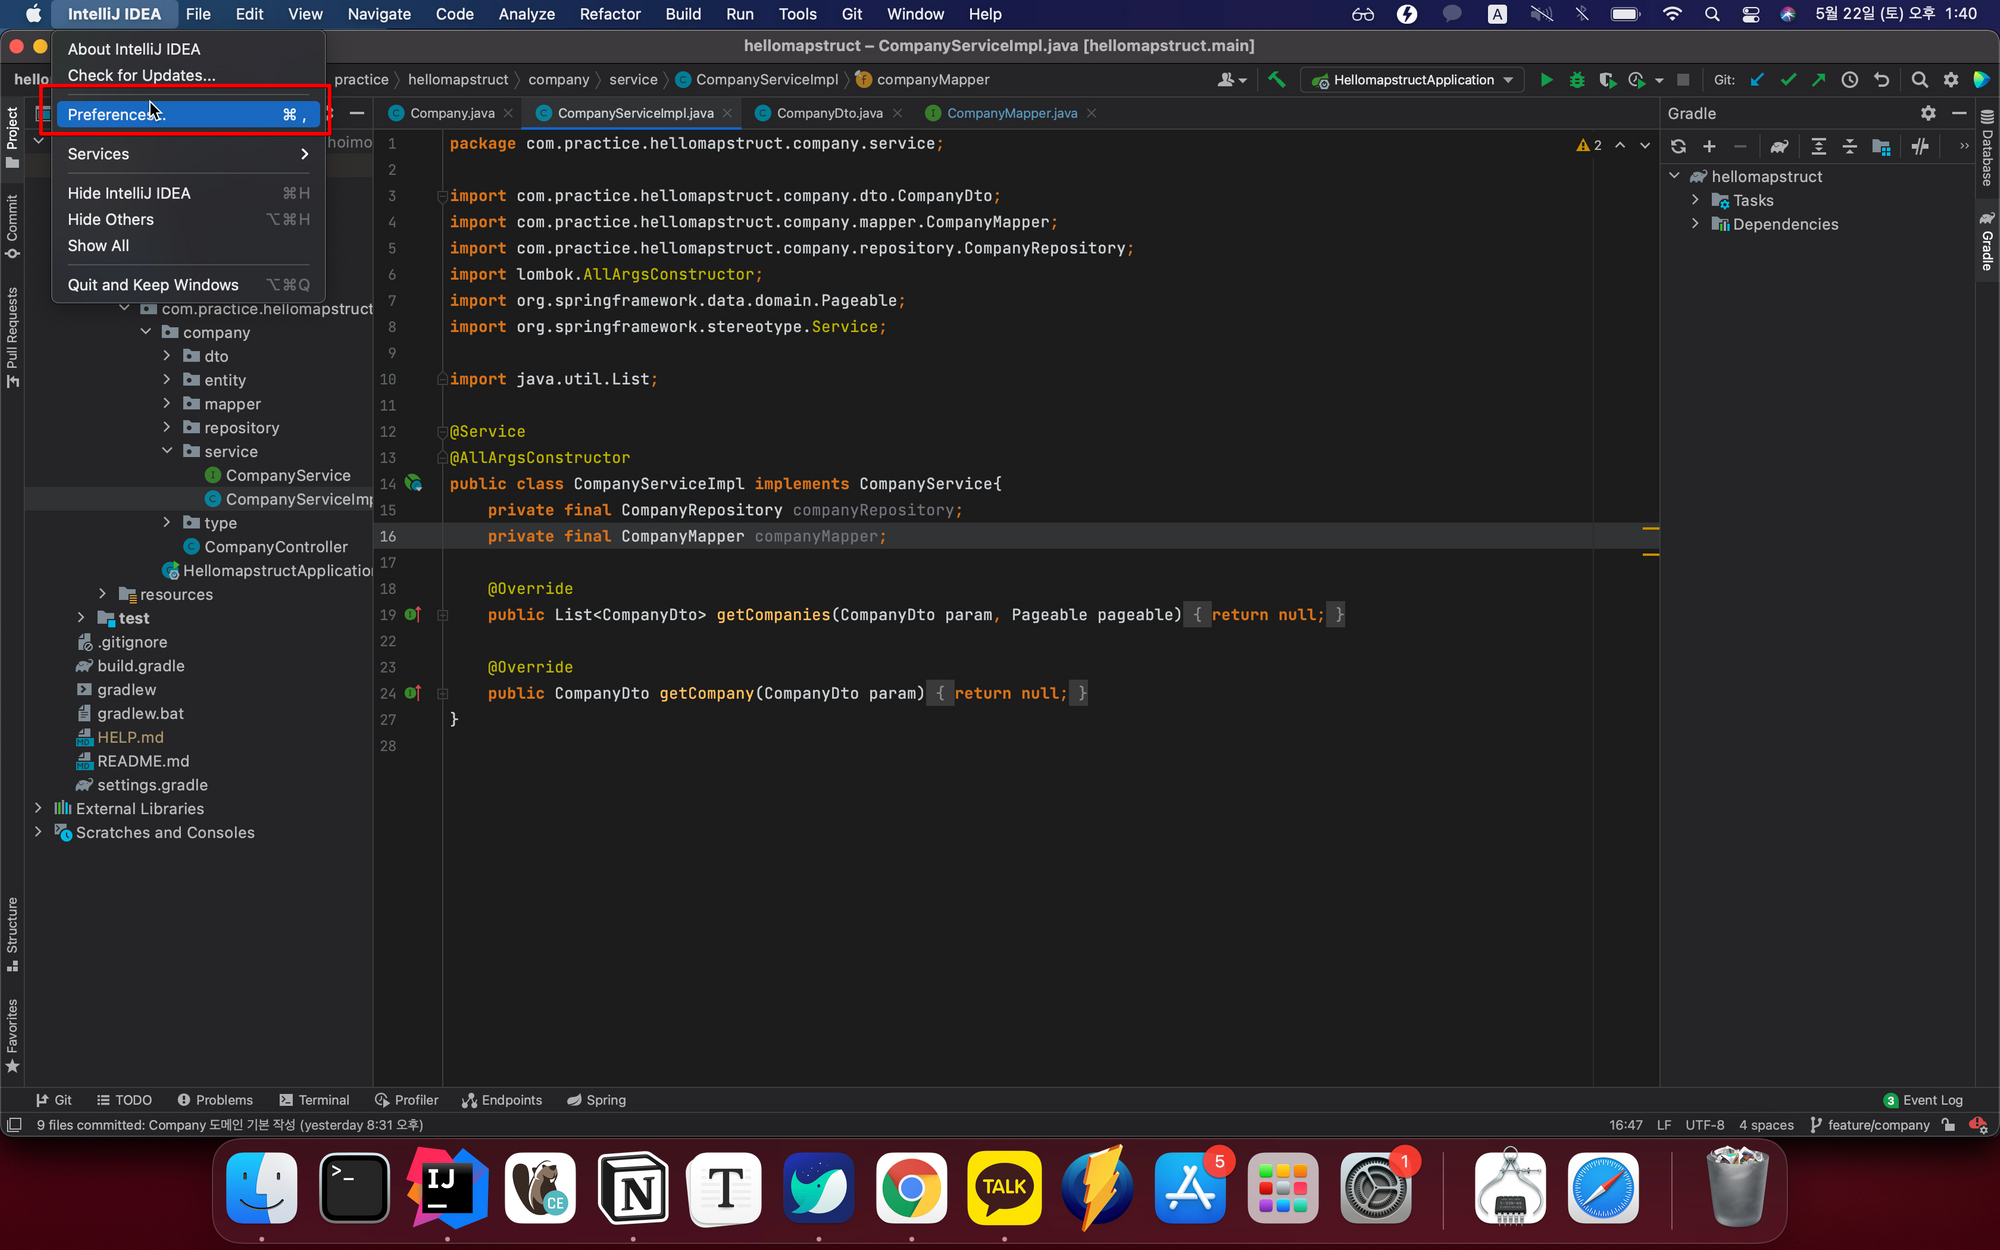 IntelliJ IDEA File Edit View Navigate Code Analyze Refactor Build Run Tools Git Window Help A 5월 22일 (토) 오후 1:40
hellomapstruct – CompanyServiceImpl.java [hellomapstruct.main]
About IntelliJ IDEA
Check for Updates...
Preferences... ⌘ ,
Services
Hide IntelliJ IDEA ⌘H
Hide Others ⌥⌘H
Show All
Quit and Keep Windows ⌥⌘Q
hello practice hellomapstruct company service CompanyServiceImpl companyMapper HellomapstructApplication Git:
Project
Commit
Pull Requests
Structure
Favorites
hoimo
com.practice.hellomapstruct
company
dto
entity
mapper
repository
service
CompanyService
CompanyServiceImp
type
CompanyController
HellomapstructApplication
resources
test
.gitignore
build.gradle
gradlew
gradlew.bat
HELP.md
README.md
settings.gradle
External Libraries
Scratches and Consoles
Company.java CompanyServiceImpl.java CompanyDto.java CompanyMapper.java
2
1 package com.practice.hellomapstruct.company.service;
2
3 import com.practice.hellomapstruct.company.dto.CompanyDto;
4 import com.practice.hellomapstruct.company.mapper.CompanyMapper;
5 import com.practice.hellomapstruct.company.repository.CompanyRepository;
6 import lombok.AllArgsConstructor;
7 import org.springframework.data.domain.Pageable;
8 import org.springframework.stereotype.Service;
9
10 import java.util.List;
11
12 @Service
13 @AllArgsConstructor
14 public class CompanyServiceImpl implements CompanyService{
15 private final CompanyRepository companyRepository;
16 private final CompanyMapper companyMapper;
17
18 @Override
19 public List<CompanyDto> getCompanies(CompanyDto param, Pageable pageable) { return null; }
22
23 @Override
24 public CompanyDto getCompany(CompanyDto param) { return null; }
27 }
28
Gradle
hellomapstruct
Tasks
Dependencies
Database
Gradle
Git TODO Problems Terminal Profiler Endpoints Spring 3 Event Log
9 files committed: Company 도메인 기본 작성 (yesterday 8:31 오후) 16:47 LF UTF-8 4 spaces feature/company
>_ IJ CE N T TALK 5 1